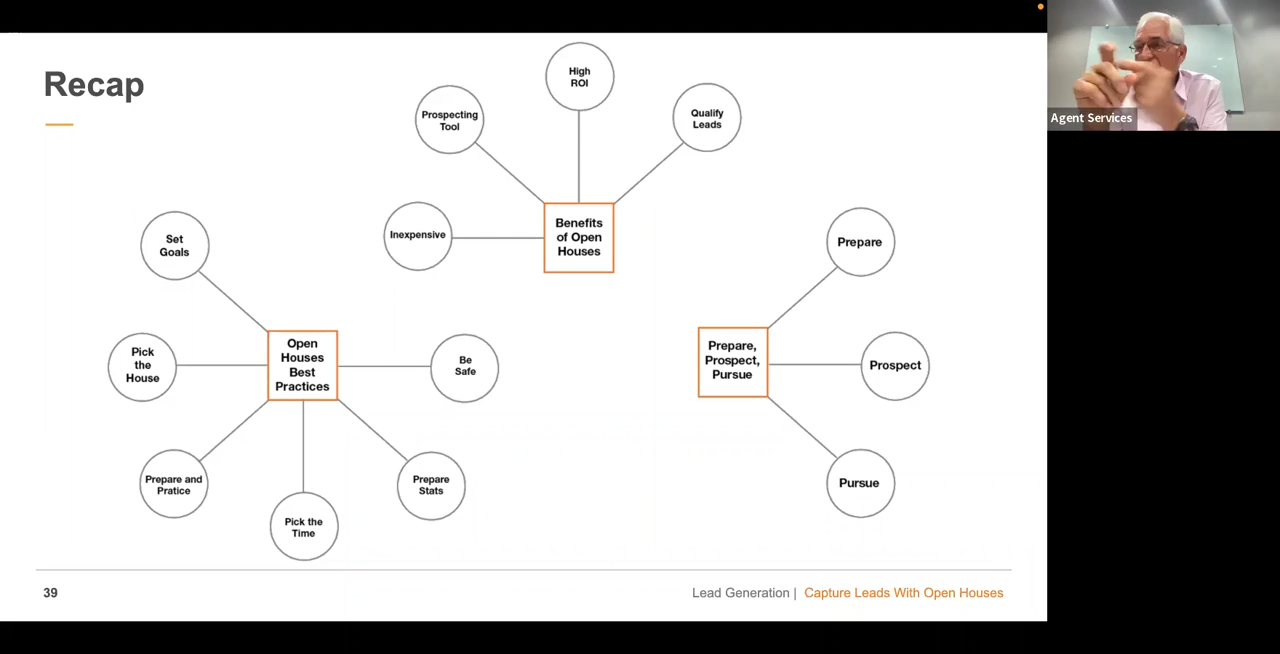 Recap
High
ROI
Prospecting
Tool
Qualify
Leads
Inexpensive
Benefits
of Open
Houses
Set
Goals
Pick
the
House
Open
Houses
Best
Practices
Be
Safe
Prepare and
Pratice
Pick the
Time
Prepare
Stats
Prepare
Prepare,
Prospect,
Pursue
Prospect
Pursue
39
Lead Generation | Capture Leads With Open Houses
Agent Services